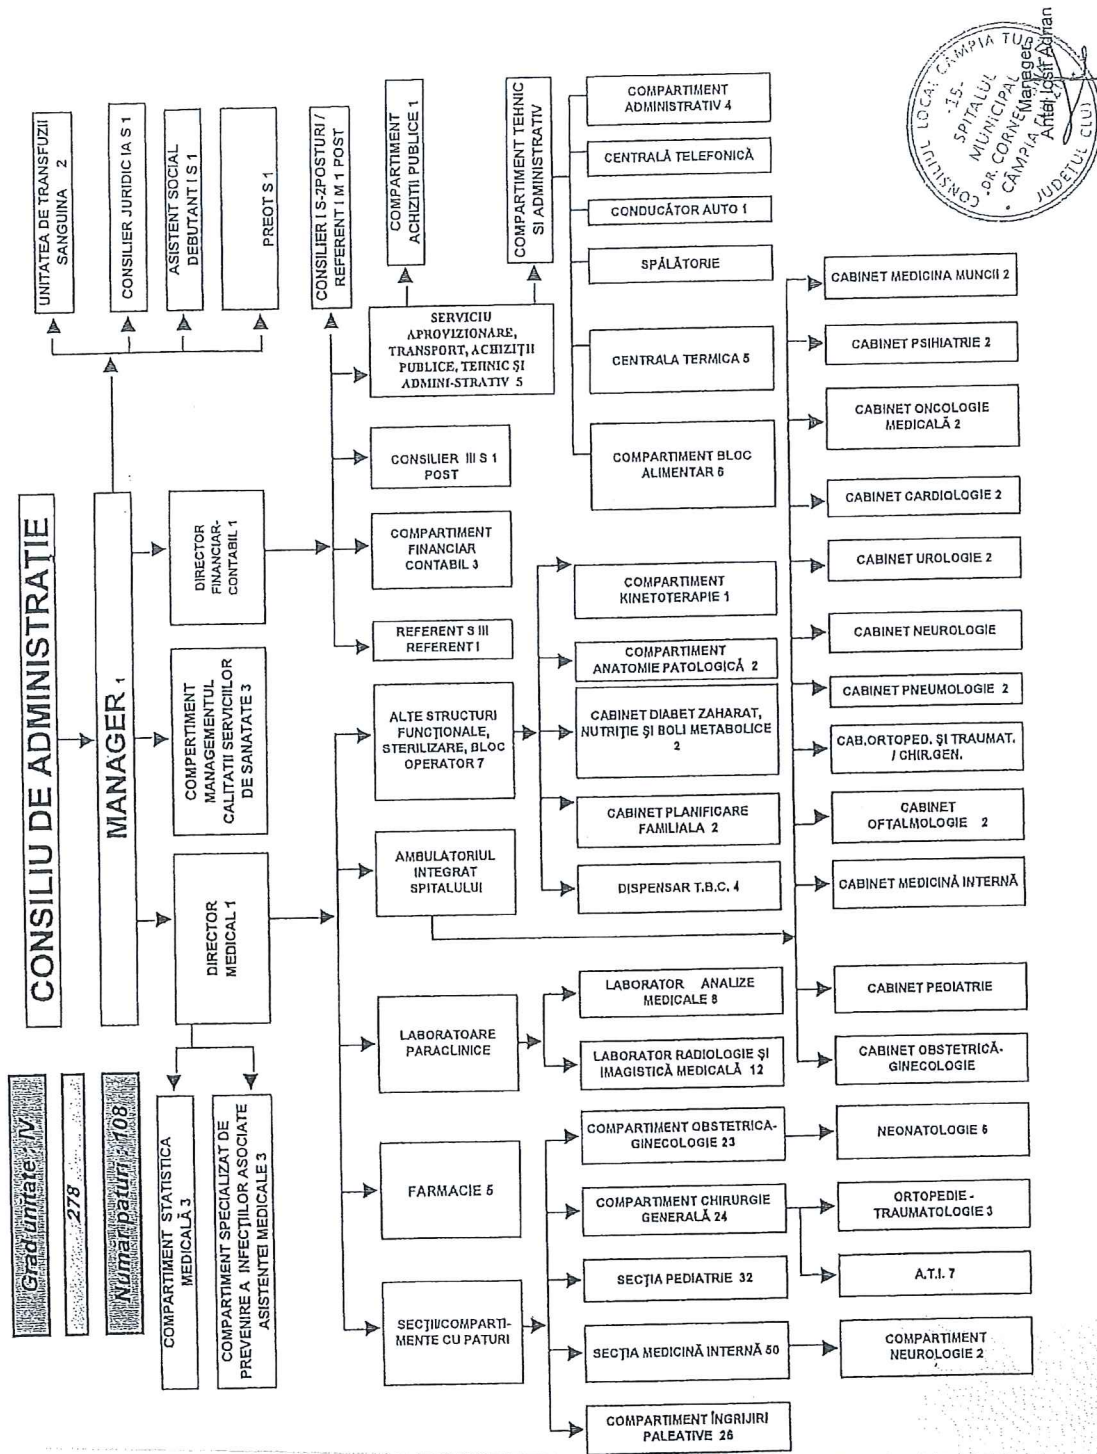 CONSILIU DE ADMINISTRAȚIE
Grad unitate - IV
278
Numar paturi - 108
MANAGER 1
UNITATEA DE TRANSFUZII
SANGUINA 2
CONSILIER JURIDIC IA S 1
ASISTENT SOCIAL
DEBUTANT I S 1
PREOT S 1
COMPARTIMENT STATISTICA
MEDICALĂ 3
COMPARTIMENT SPECIALIZAT DE
PREVENIRE A INFECȚIILOR ASOCIATE
ASISTENTEI MEDICALE 3
DIRECTOR
MEDICAL 1
COMPERTIMENT
MANAGEMENTUL
CALITATII SERVICIILOR
DE SANATATE 3
DIRECTOR
FINANCIAR-
CONTABIL 1
SECȚII/COMPARTI-
MENTE CU PATURI
FARMACIE 5
LABORATOARE
PARACLINICE
AMBULATORIUL
INTEGRAT
SPITALULUI
ALTE STRUCTURI
FUNCȚIONALE,
STERILIZARE, BLOC
OPERATOR 7
REFERENT S III
REFERENT I
COMPARTIMENT
FINANCIAR
CONTABIL 3
CONSILIER III S 1
POST
SERVICIU
APROVIZIONARE,
TRANSPORT, ACHIZIȚII
PUBLICE, TEHNIC ȘI
ADMINI-STRATIV 5
CONSILIER I S-2POSTURI /
REFERENT I M 1 POST
COMPARTIMENT
ACHIZITII PUBLICE 1
COMPARTIMENT TEHNIC
SI ADMINISTRATIV
COMPARTIMENT ÎNGRIJIRI
PALEATIVE 26
SECȚIA MEDICINĂ INTERNĂ 50
SECȚIA PEDIATRIE 32
COMPARTIMENT CHIRURGIE
GENERALĂ 24
COMPARTIMENT OBSTETRICA-
GINECOLOGIE 23
LABORATOR RADIOLOGIE ȘI
IMAGISTICĂ MEDICALĂ 12
LABORATOR ANALIZE
MEDICALE 8
DISPENSAR T.B.C. 4
CABINET PLANIFICARE
FAMILIALA 2
CABINET DIABET ZAHARAT,
NUTRIȚIE ȘI BOLI METABOLICE
2
COMPARTIMENT
ANATOMIE PATOLOGICĂ 2
COMPARTIMENT
KINETOTERAPIE 1
COMPARTIMENT BLOC
ALIMENTAR 6
CENTRALA TERMICA 5
SPĂLĂTORIE
CONDUCĂTOR AUTO 1
CENTRALĂ TELEFONICĂ
COMPARTIMENT
ADMINISTRATIV 4
COMPARTIMENT
NEUROLOGIE 2
A.T.I. 7
ORTOPEDIE -
TRAUMATOLOGIE 3
NEONATOLOGIE 6
CABINET OBSTETRICĂ-
GINECOLOGIE
CABINET PEDIATRIE
CABINET MEDICINĂ INTERNĂ
CABINET
OFTALMOLOGIE 2
CAB.ORTOPED. ȘI TRAUMAT.
/ CHIR.GEN.
CABINET PNEUMOLOGIE 2
CABINET NEUROLOGIE
CABINET UROLOGIE 2
CABINET CARDIOLOGIE 2
CABINET ONCOLOGIE
MEDICALĂ 2
CABINET PSIHIATRIE 2
CABINET MEDICINA MUNCII 2
Manager
Antal Iosif Adrian
CONSILIUL LOCAL CÂMPIA
JUDEȚUL CLUJ
-15-
SPITALUL
MUNICIPAL
DR.
CÂMPIA